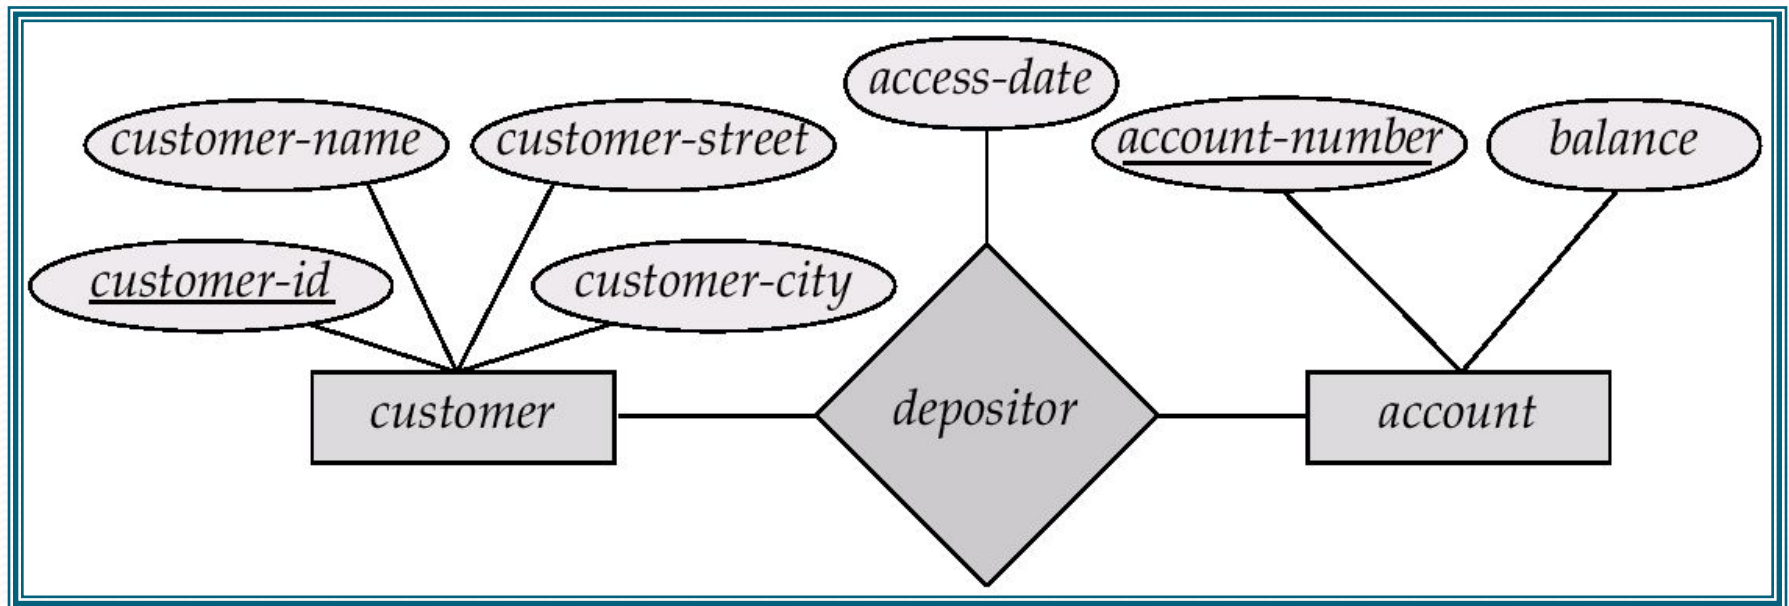 access-date
customer-name
customer-street
account-number
balance
customer-id
customer-city
customer
depositor
account